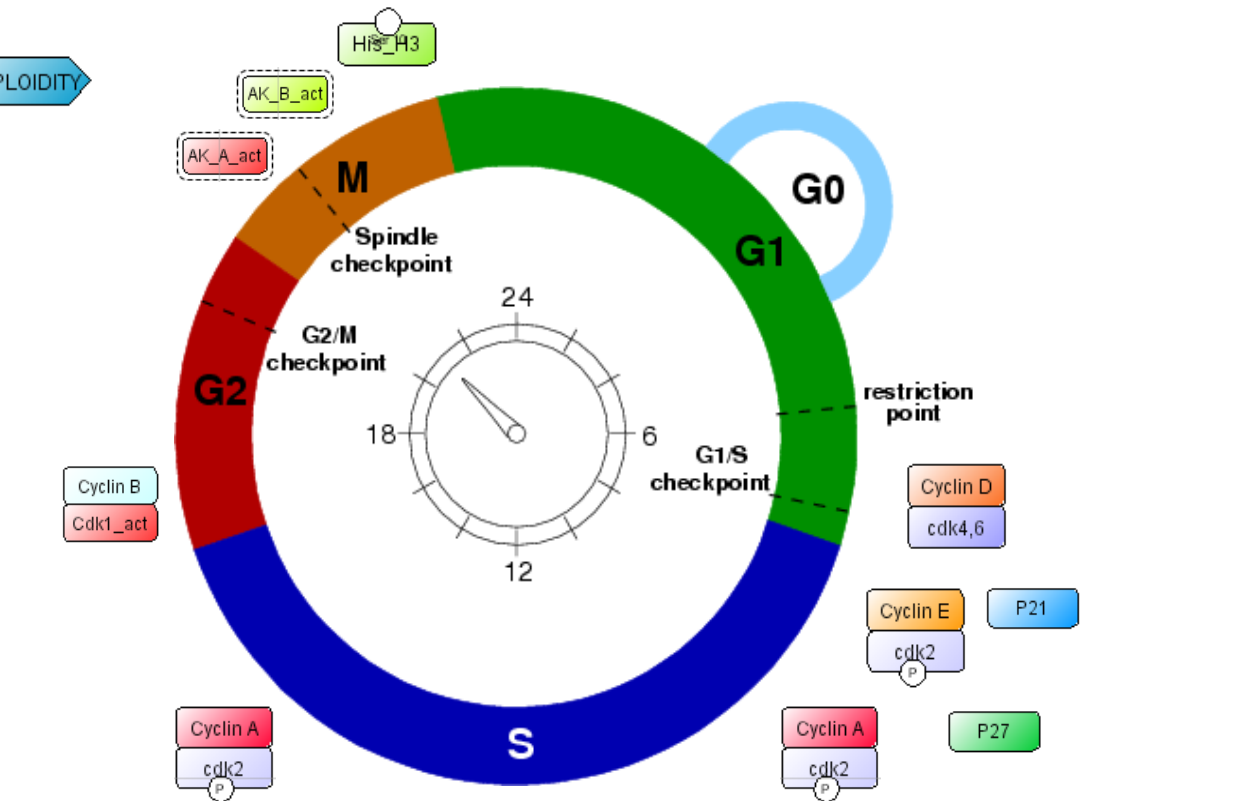 His_H3
PLOIDITY
AK_B_act
AK_A_act
M
G0
Spindle
checkpoint
G1
24
G2/M
checkpoint
G2
restriction
point
18
6
G1/S
checkpoint
Cyclin B
Cdk1_act
Cyclin D
cdk4,6
12
Cyclin E
cdk2
P
P21
Cyclin A
cdk2
P
S
Cyclin A
cdk2
P
P27